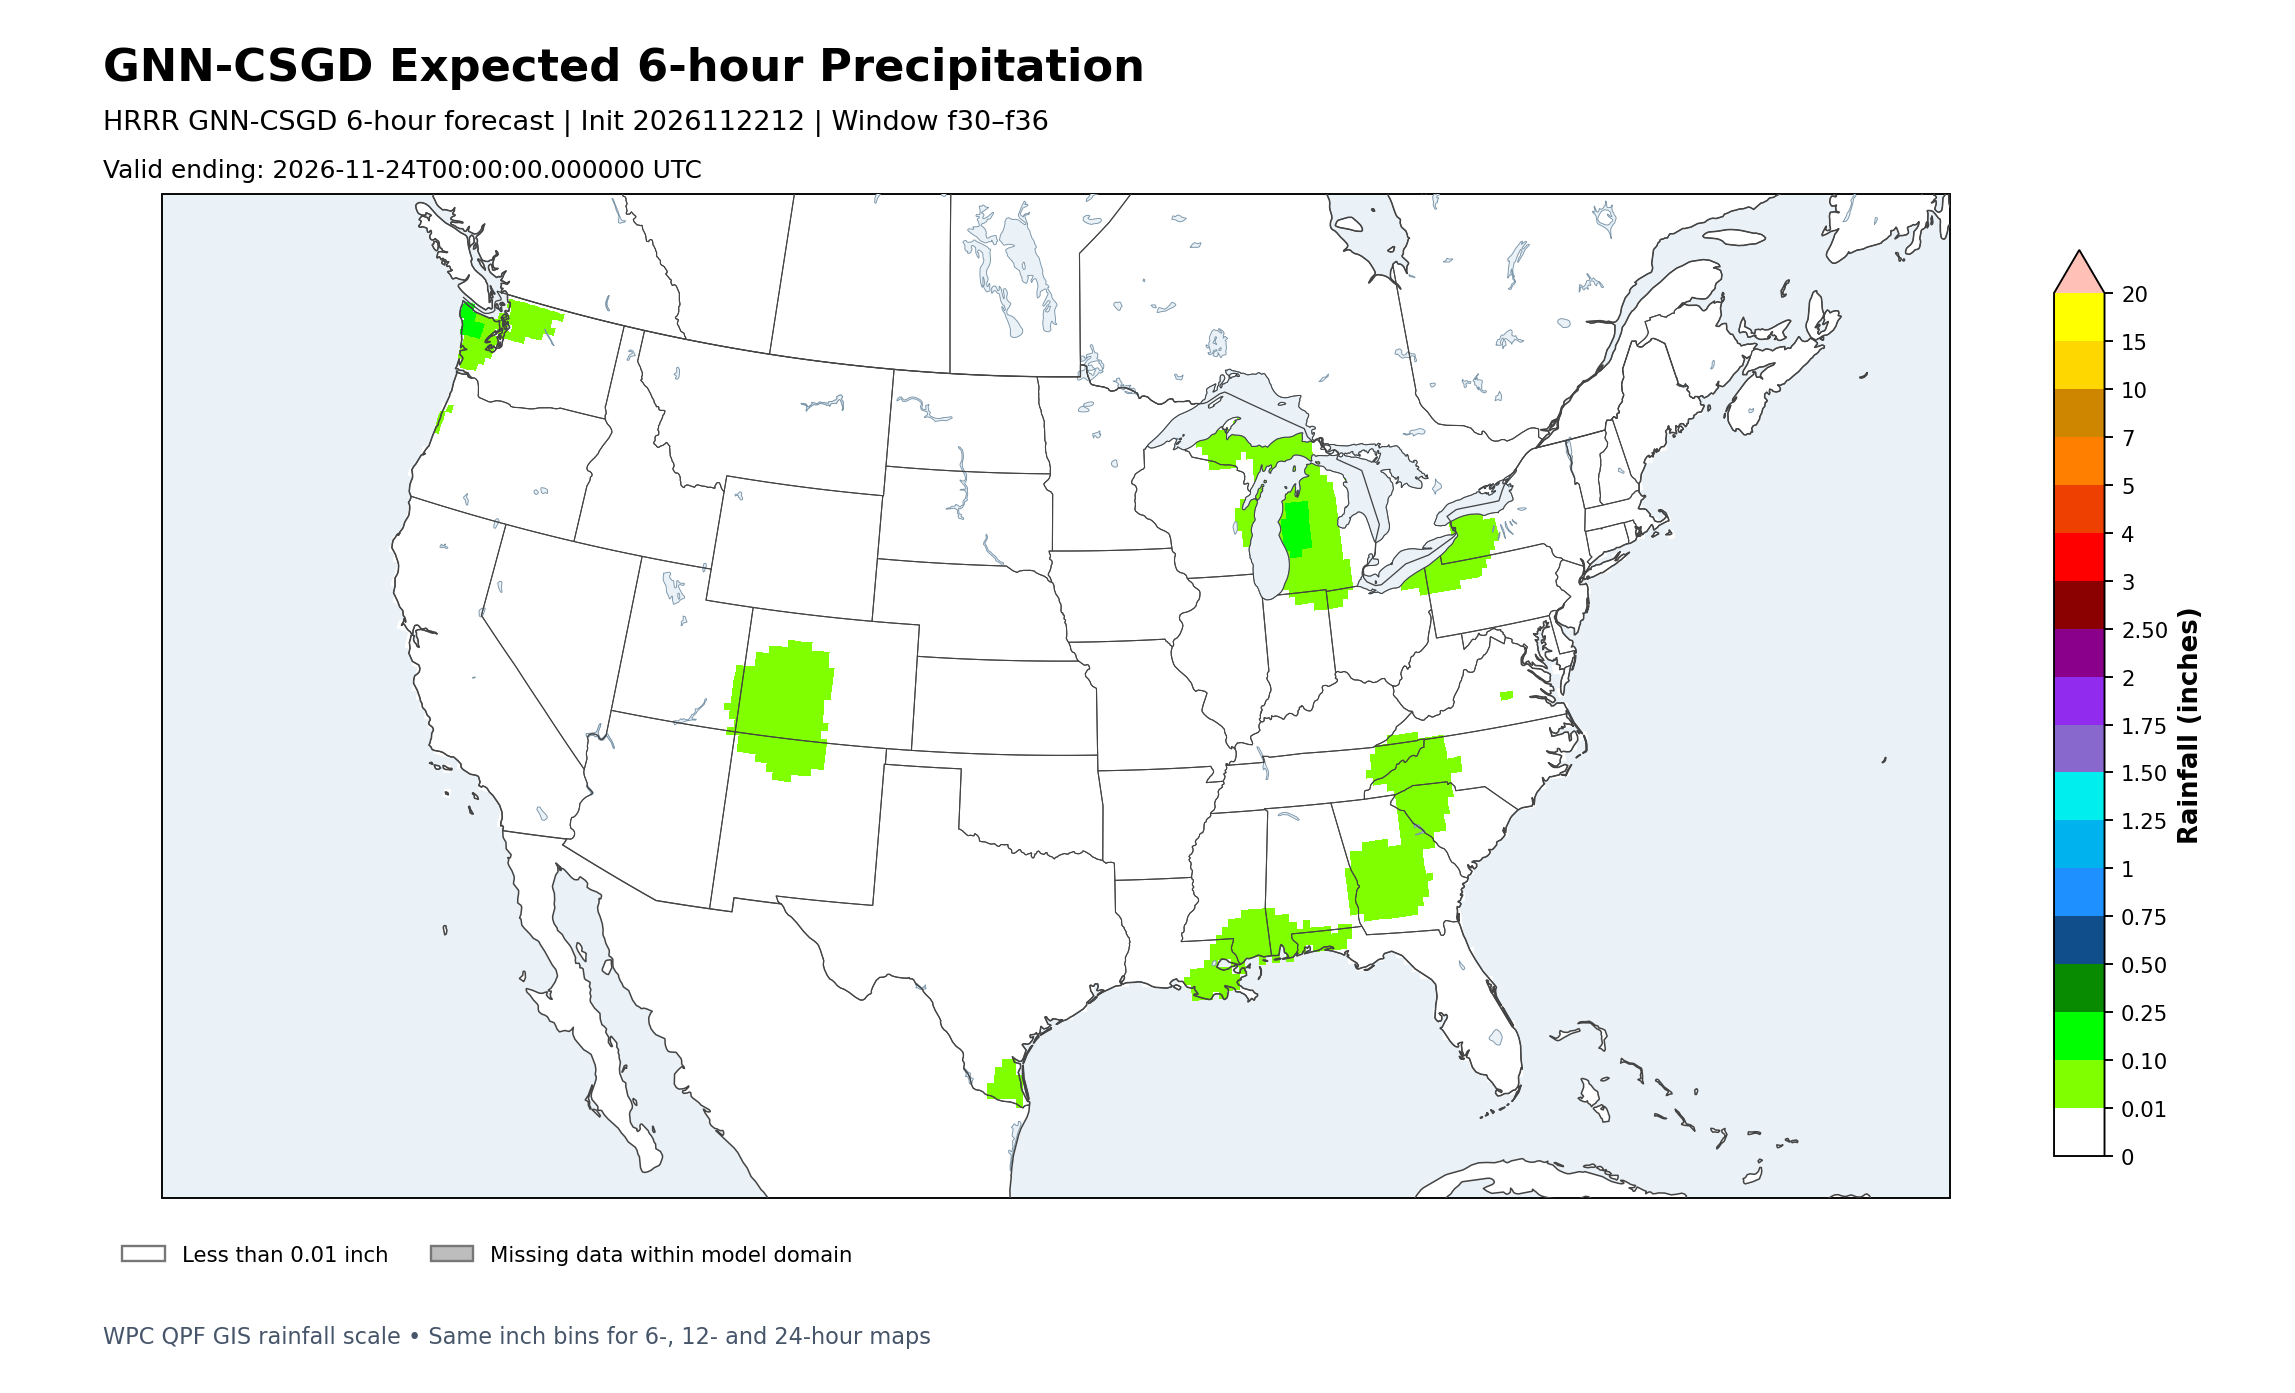 GNN-CSGD Expected 6-hour Precipitation
HRRR GNN-CSGD 6-hour forecast | Init 2026112212 | Window f30–f36
Valid ending: 2026-11-24T00:00:00.000000 UTC
20
15
10
7
5
4
3
2.50
2
1.75
1.50
1.25
1
0.75
0.50
0.25
0.10
0.01
0
Rainfall (inches)
Less than 0.01 inch
Missing data within model domain
WPC QPF GIS rainfall scale • Same inch bins for 6-, 12- and 24-hour maps